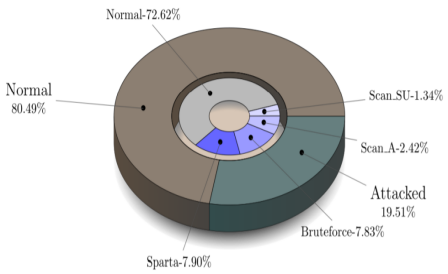 Normal-72.62%
Normal
80.49%
Scan_SU-1.34%
Scan_A-2.42%
Attacked
19.51%
Bruteforce-7.83%
Sparta-7.90%